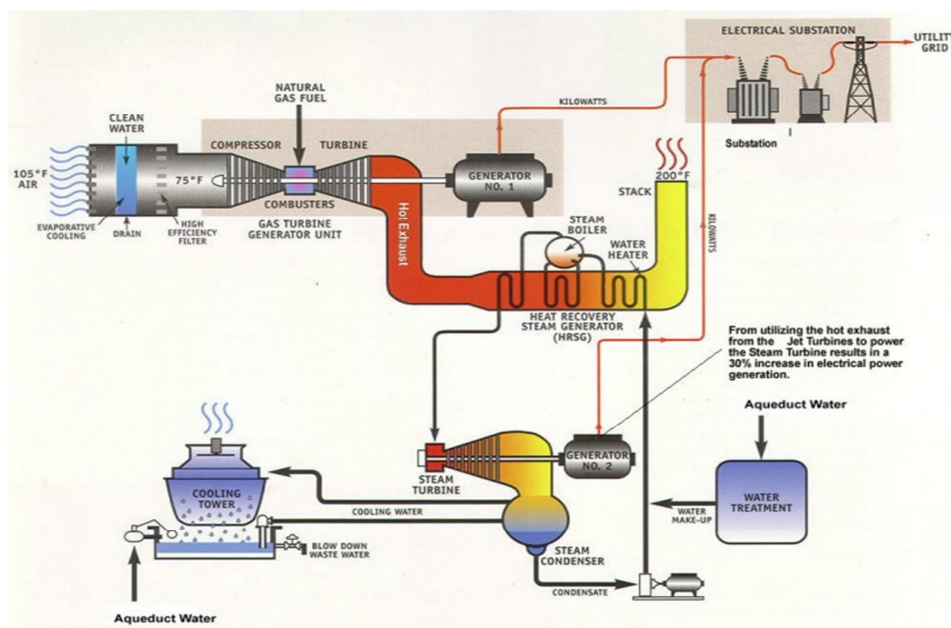 ELECTRICAL SUBSTATION
UTILITY
GRID
NATURAL
GAS FUEL
KILOWATTS
CLEAN
WATER
COMPRESSOR
TURBINE
Substation
105°F
AIR
75°F
GENERATOR
NO. 1
200°F
STACK
COMBUSTERS
EVAPORATIVE
COOLING
DRAIN
HIGH
EFFICIENCY
FILTER
GAS TURBINE
GENERATOR UNIT
Hot Exhaust
STEAM
BOILER
WATER
HEATER
KILOWATTS
HEAT RECOVERY
STEAM GENERATOR
(HRSG)
From utilizing the hot exhaust
from the Jet Turbines to power
the Steam Turbine results in a
30% increase in electrical power
generation.
Aqueduct Water
GENERATOR
NO. 2
STEAM
TURBINE
COOLING
TOWER
WATER
TREATMENT
COOLING WATER
WATER
MAKE-UP
BLOW DOWN
WASTE WATER
STEAM
CONDENSER
CONDENSATE
Aqueduct Water